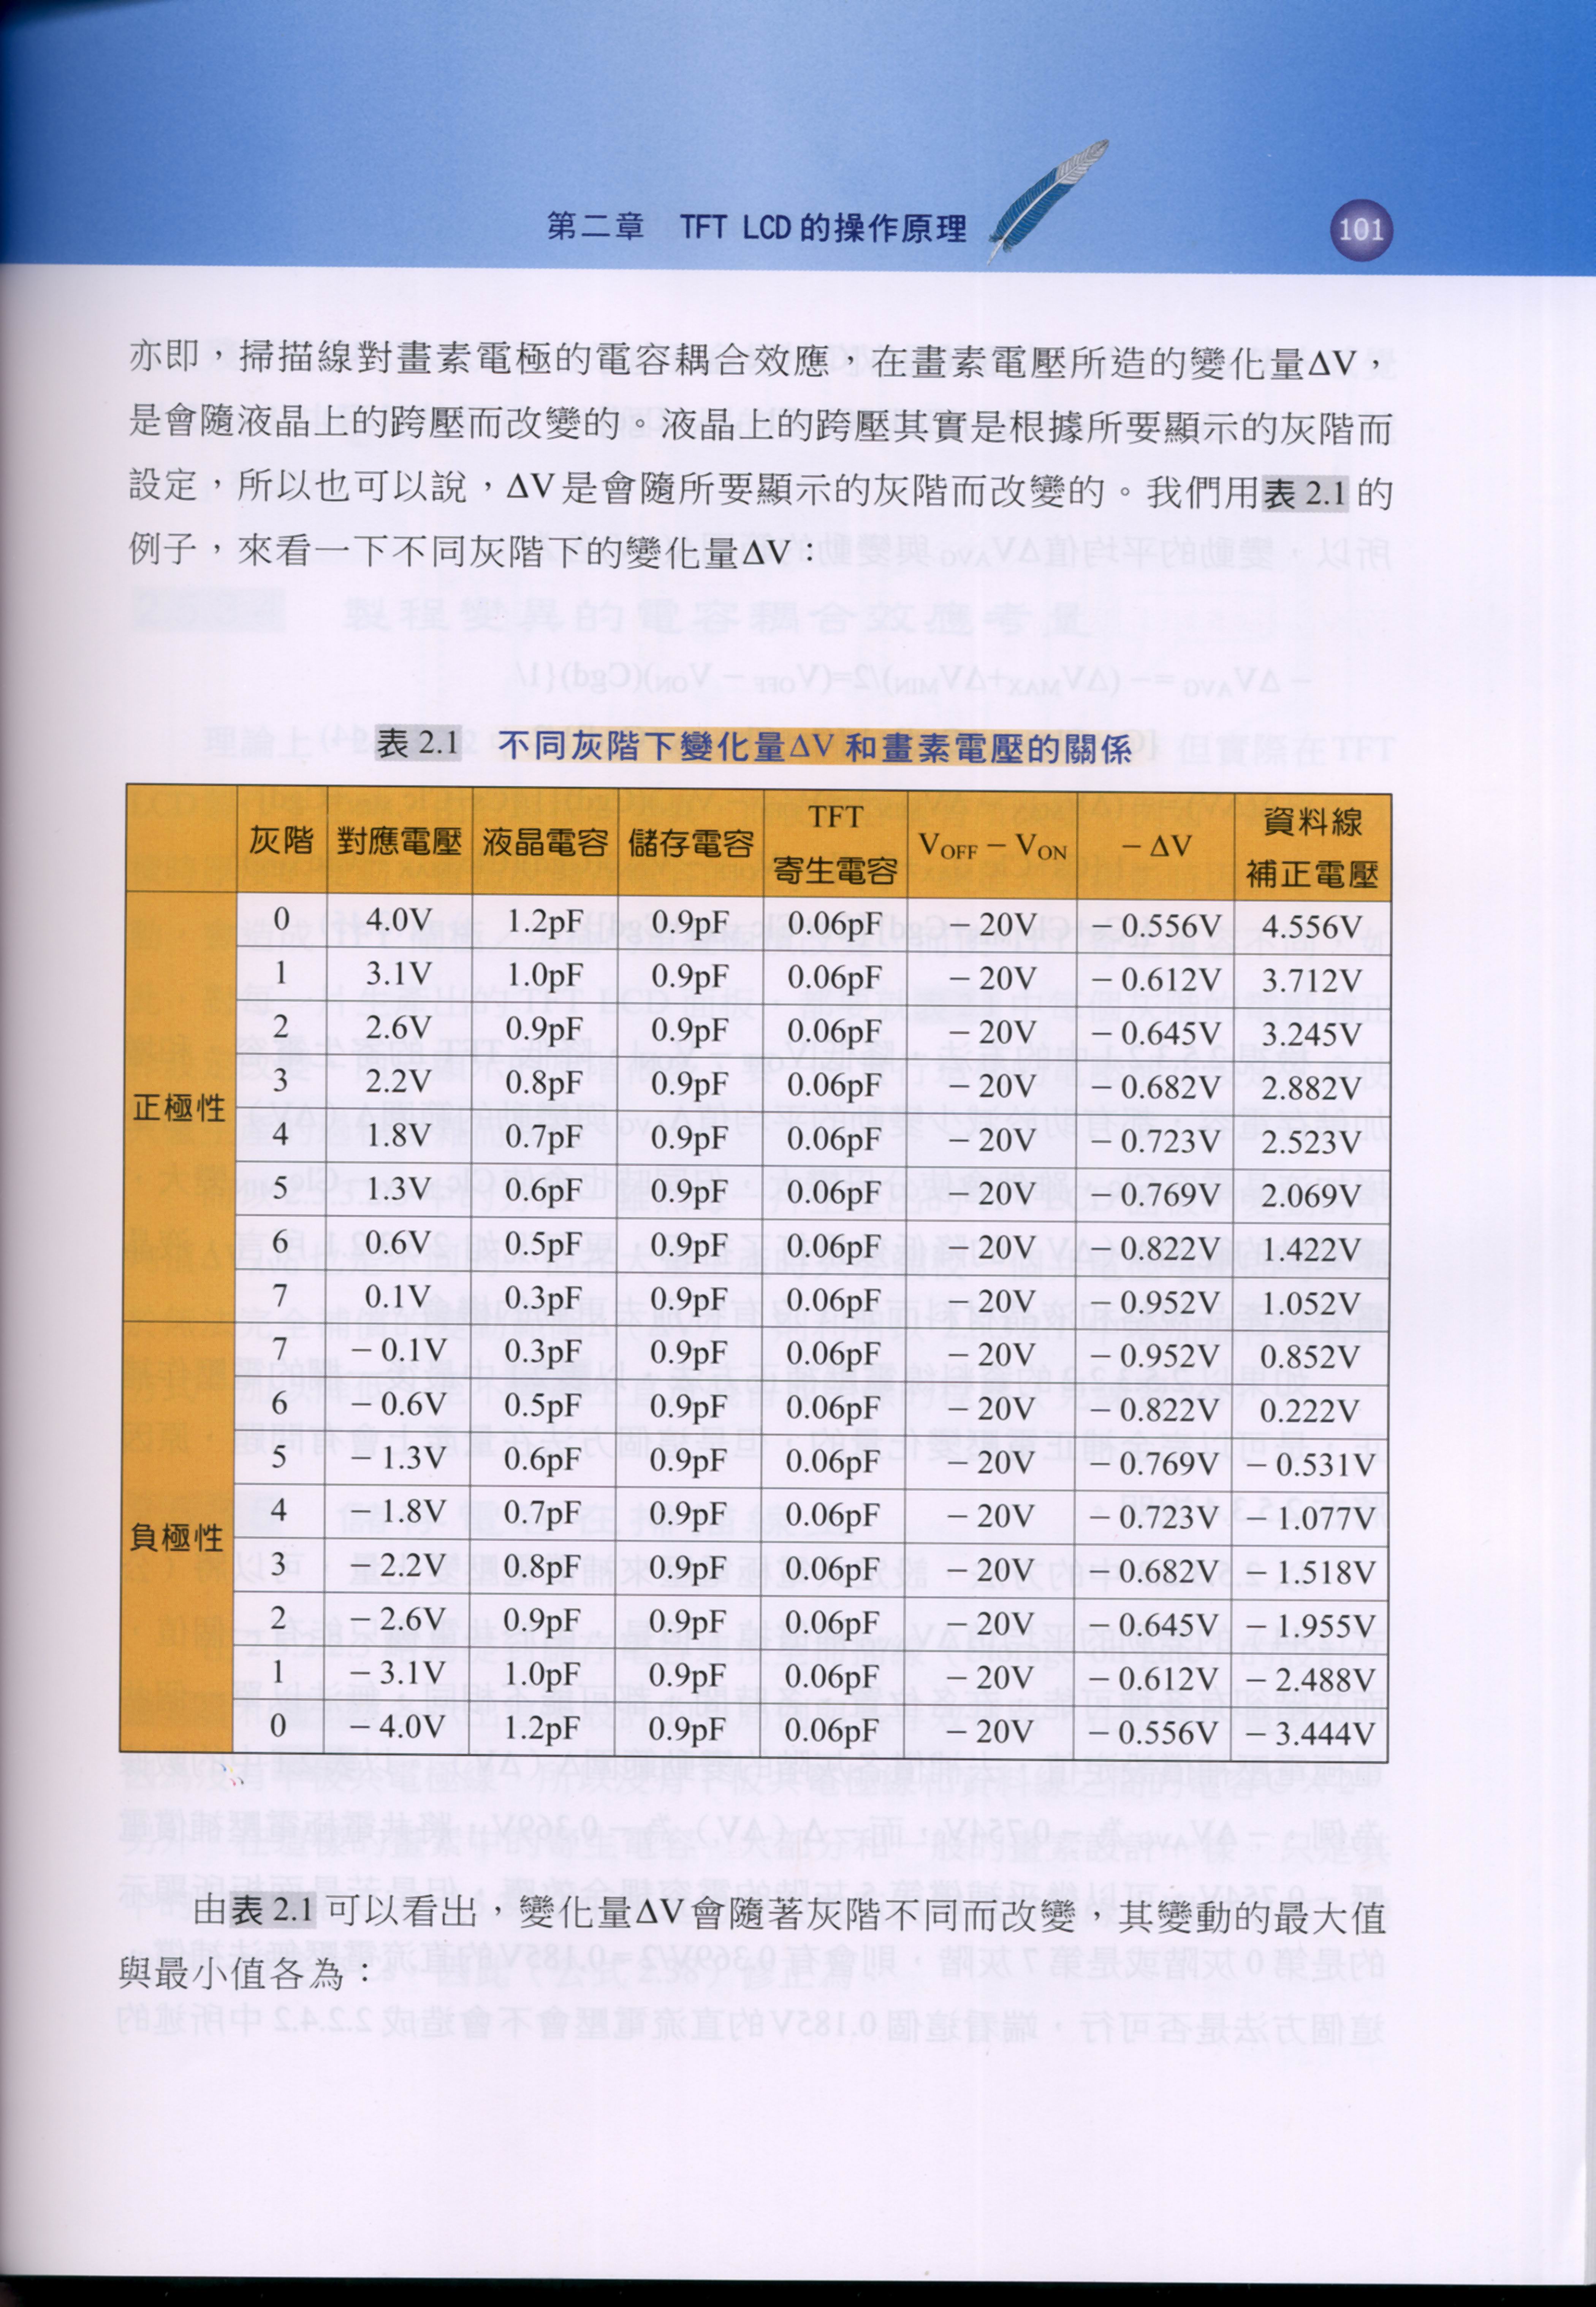 第二章 TFT LCD的操作原理
101
亦即，掃描線對畫素電極的電容耦合效應，在畫素電壓所造的變化量ΔV，
是會隨液晶上的跨壓而改變的。液晶上的跨壓其實是根據所要顯示的灰階而
設定，所以也可以說，ΔV是會隨所要顯示的灰階而改變的。我們用表 2.1 的
例子，來看一下不同灰階下的變化量ΔV：
表 2.1 不同灰階下變化量ΔV和畫素電壓的關係
灰階 對應電壓 液晶電容 儲存電容 TFT寄生電容 VOFF－VON －ΔV 資料線補正電壓
正極性
0 4.0V 1.2pF 0.9pF 0.06pF －20V －0.556V 4.556V
1 3.1V 1.0pF 0.9pF 0.06pF －20V －0.612V 3.712V
2 2.6V 0.9pF 0.9pF 0.06pF －20V －0.645V 3.245V
3 2.2V 0.8pF 0.9pF 0.06pF －20V －0.682V 2.882V
4 1.8V 0.7pF 0.9pF 0.06pF －20V －0.723V 2.523V
5 1.3V 0.6pF 0.9pF 0.06pF －20V －0.769V 2.069V
6 0.6V 0.5pF 0.9pF 0.06pF －20V －0.822V 1.422V
7 0.1V 0.3pF 0.9pF 0.06pF －20V －0.952V 1.052V
負極性
7 －0.1V 0.3pF 0.9pF 0.06pF －20V －0.952V 0.852V
6 －0.6V 0.5pF 0.9pF 0.06pF －20V －0.822V 0.222V
5 －1.3V 0.6pF 0.9pF 0.06pF －20V －0.769V －0.531V
4 －1.8V 0.7pF 0.9pF 0.06pF －20V －0.723V －1.077V
3 －2.2V 0.8pF 0.9pF 0.06pF －20V －0.682V －1.518V
2 －2.6V 0.9pF 0.9pF 0.06pF －20V －0.645V －1.955V
1 －3.1V 1.0pF 0.9pF 0.06pF －20V －0.612V －2.488V
0 －4.0V 1.2pF 0.9pF 0.06pF －20V －0.556V －3.444V
由表 2.1 可以看出，變化量ΔV會隨著灰階不同而改變，其變動的最大值
與最小值各為：